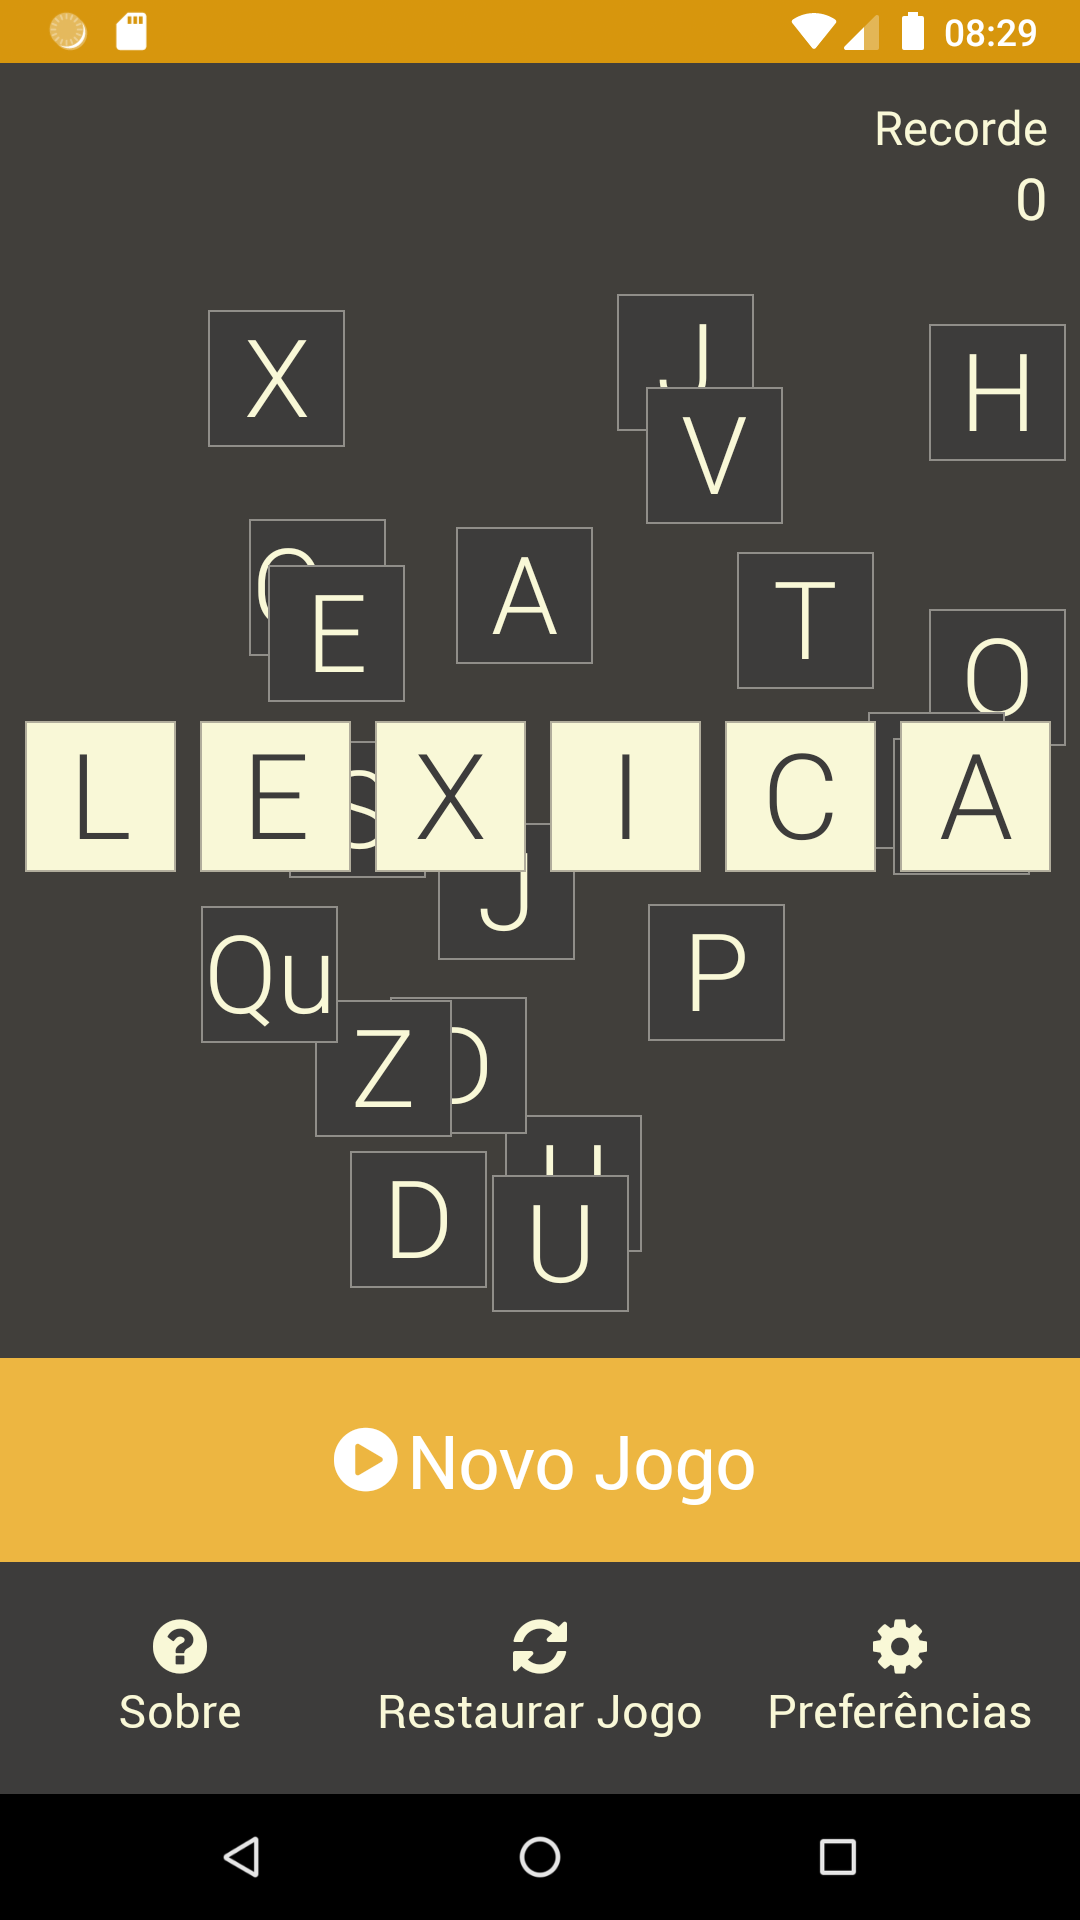 08:29
Recorde
0
X
J
H
V
A
T
E
O
L E S X I C A
J
Qu
P
Z
D
U
Novo Jogo
Sobre
Restaurar Jogo
Preferências